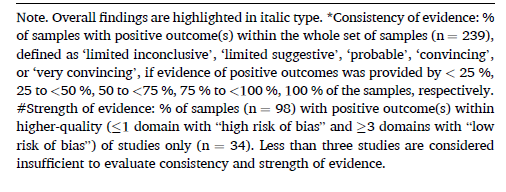 Note. Overall findings are highlighted in italic type. *Consistency of evidence: %
of samples with positive outcome(s) within the whole set of samples (n = 239),
defined as ‘limited inconclusive’, ‘limited suggestive’, ‘probable’, ‘convincing’,
or ‘very convincing’, if evidence of positive outcomes was provided by < 25 %,
25 to <50 %, 50 to <75 %, 75 % to <100 %, 100 % of the samples, respectively.
#Strength of evidence: % of samples (n = 98) with positive outcome(s) within
higher-quality (≤1 domain with “high risk of bias” and ≥3 domains with “low
risk of bias”) of studies only (n = 34). Less than three studies are considered
insufficient to evaluate consistency and strength of evidence.